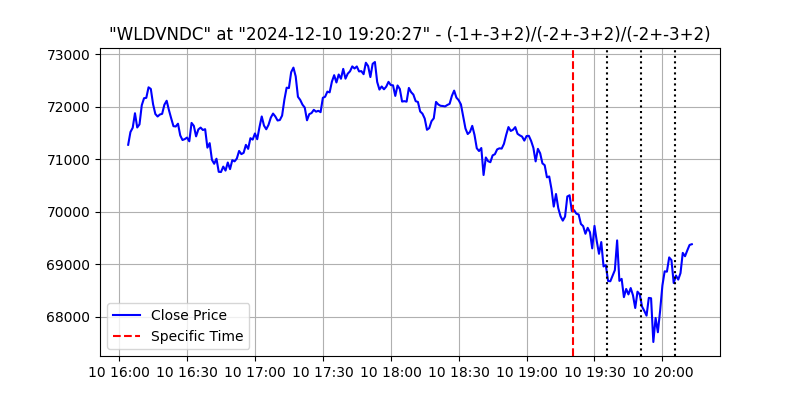 "WLDVNDC" at "2024-12-10 19:20:27" - (-1+-3+2)/(-2+-3+2)/(-2+-3+2)
73000
72000
71000
70000
69000
68000
Close Price
Specific Time
10 16:00 10 16:30 10 17:00 10 17:30 10 18:00 10 18:30 10 19:00 10 19:30 10 20:00